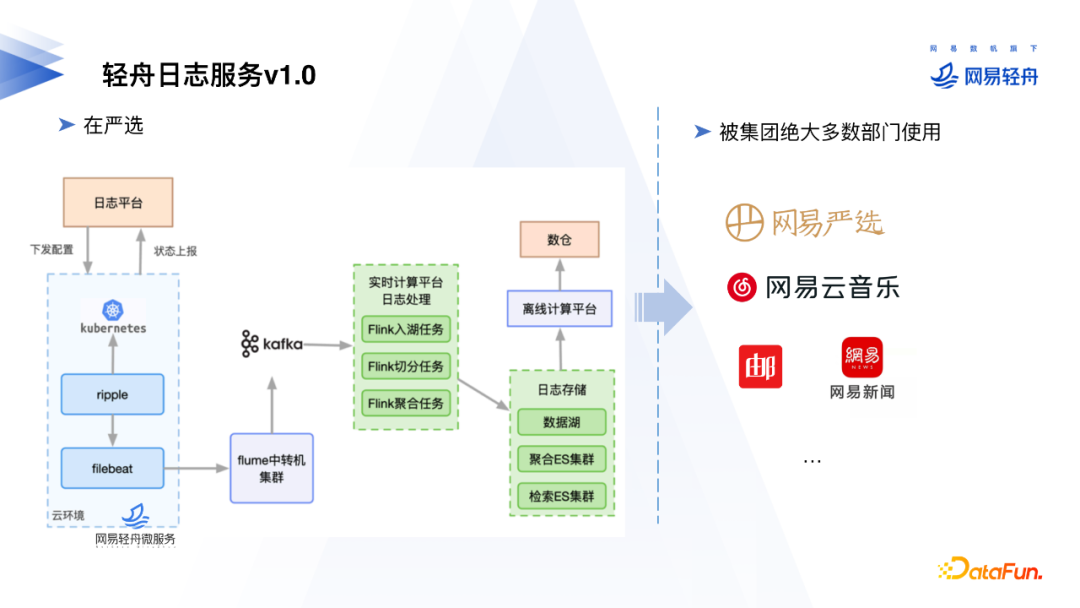 网易数帆旗下
网易轻舟
轻舟日志服务v1.0
在严选
日志平台
下发配置
状态上报
kubernetes
ripple
filebeat
云环境
网易轻舟微服务
kafka
flume中转机
集群
实时计算平台
日志处理
Flink入湖任务
Flink切分任务
Flink聚合任务
数仓
离线计算平台
日志存储
数据湖
聚合ES集群
检索ES集群
被集团绝大多数部门使用
网易严选
网易云音乐
邮
網易
NEWS
网易新闻
...
DataFun.